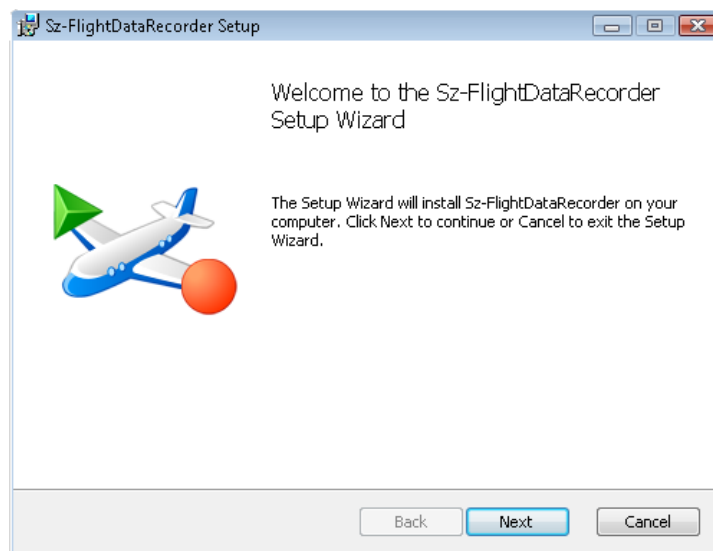 Sz-FlightDataRecorder Setup
Welcome to the Sz-FlightDataRecorder
Setup Wizard
The Setup Wizard will install Sz-FlightDataRecorder on your
computer. Click Next to continue or Cancel to exit the Setup
Wizard.
Back Next Cancel